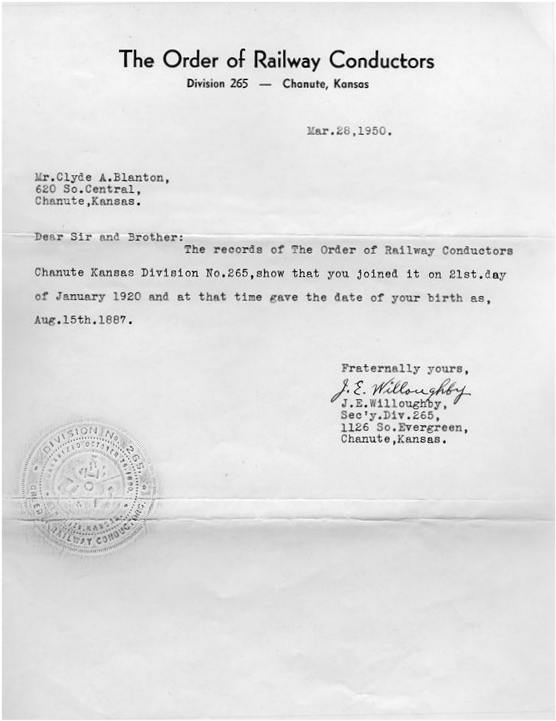 The Order of Railway Conductors
Division 265 — Chanute, Kansas
Mar.28,1950.
Mr.Clyde A.Blanton,
620 So.Central,
Chanute,Kansas.
Dear Sir and Brother:
The records of The Order of Railway Conductors
Chanute Kansas Division No.265,show that you joined it on 21st.day
of January 1920 and at that time gave the date of your birth as,
Aug.15th.1887.
Fraternally yours,
J. E. Willoughby
J.E.Willoughby,
Sec'y.Div.265,
1126 So.Evergreen,
Chanute,Kansas.
DIVISION No. 265
ORGANIZED OCTOBER 
KANSAS
ORDER RAILWAY CONDUCTORS